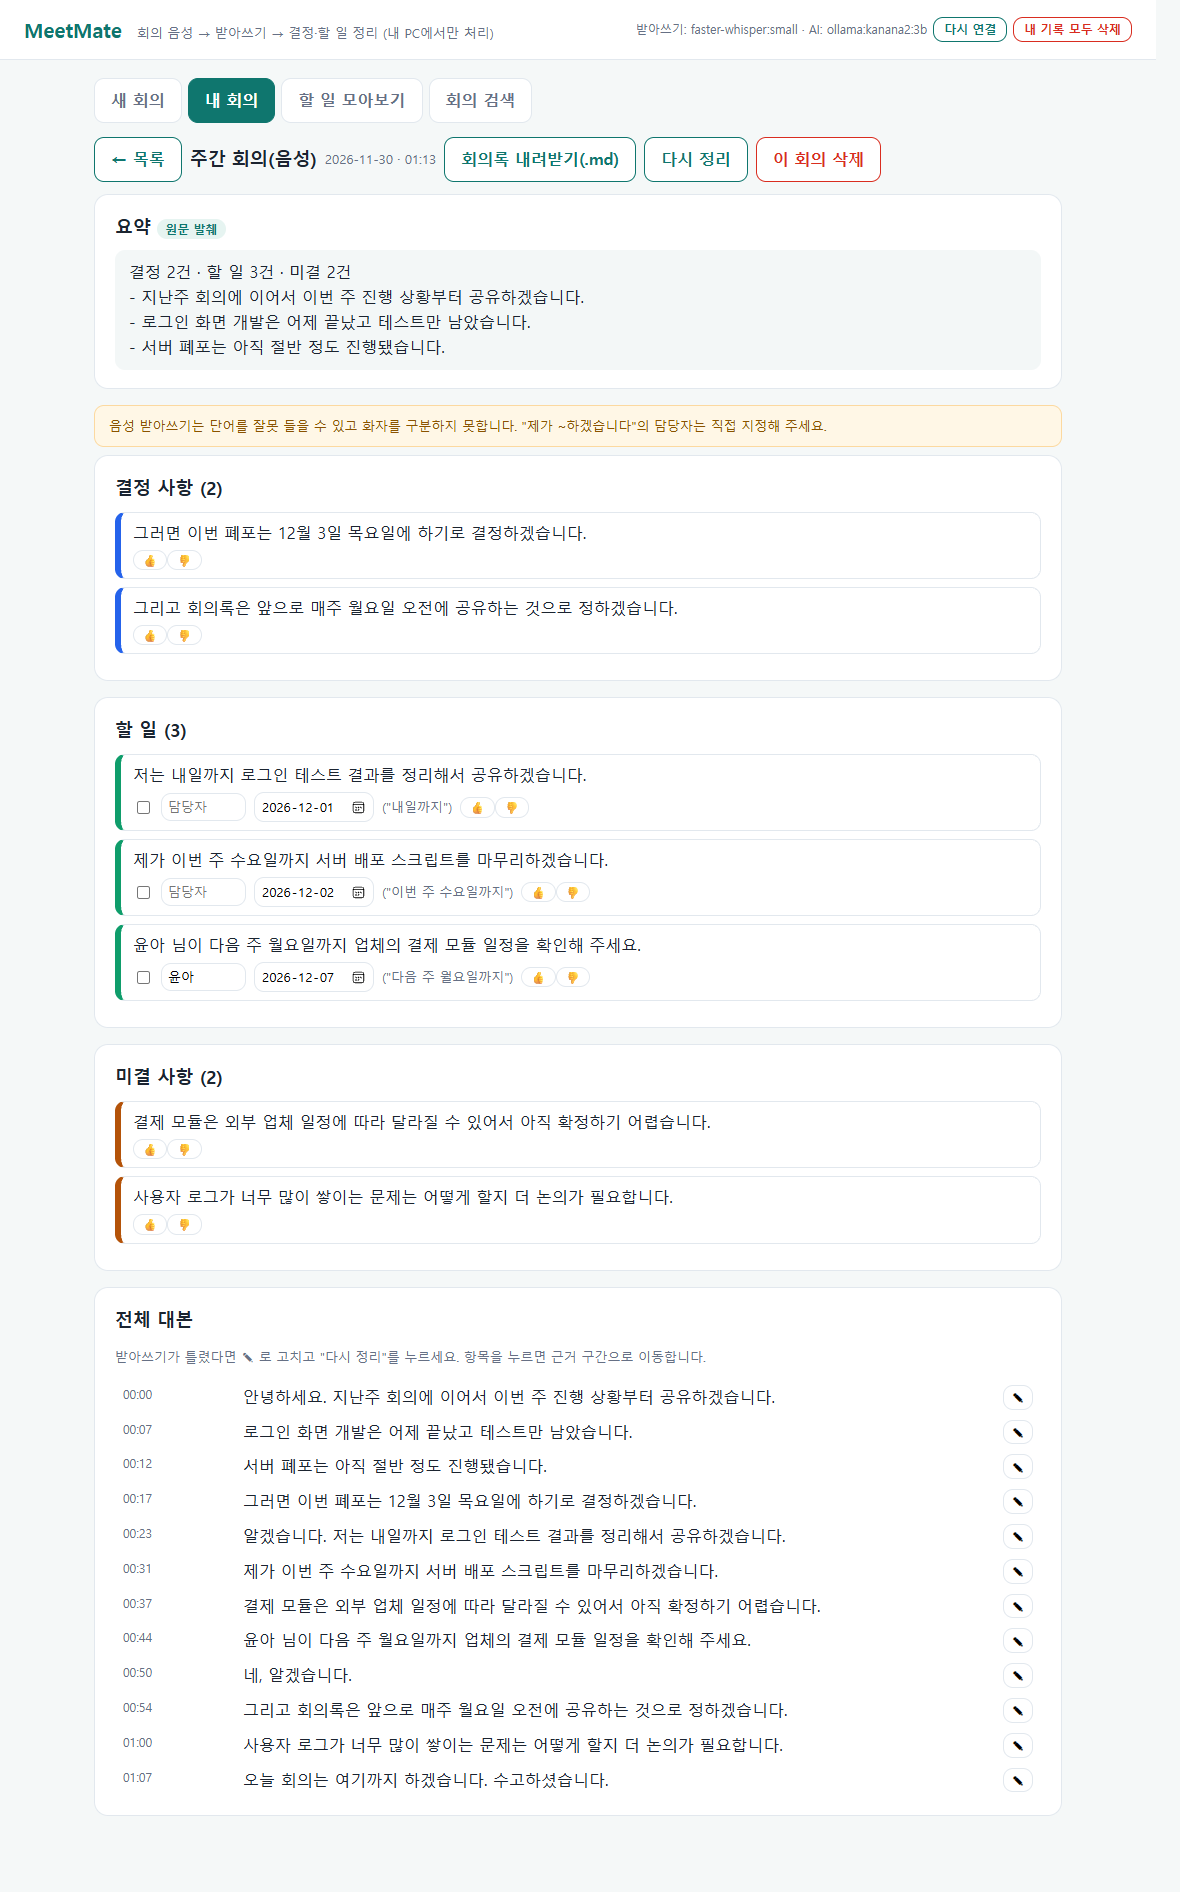 MeetMate 회의 음성 → 받아쓰기 → 결정·할 일 정리 (내 PC에서만 처리) 받아쓰기: faster-whisper:small · AI: ollama:kanana2:3b 다시 연결 내 기록 모두 삭제
새 회의 내 회의 할 일 모아보기 회의 검색
← 목록 주간 회의(음성) 2026-11-30 · 01:13 회의록 내려받기(.md) 다시 정리 이 회의 삭제
요약 원문 발췌
결정 2건 · 할 일 3건 · 미결 2건
- 지난주 회의에 이어서 이번 주 진행 상황부터 공유하겠습니다.
- 로그인 화면 개발은 어제 끝났고 테스트만 남았습니다.
- 서버 폐포는 아직 절반 정도 진행됐습니다.
음성 받아쓰기는 단어를 잘못 들을 수 있고 화자를 구분하지 못합니다. "제가 ~하겠습니다"의 담당자는 직접 지정해 주세요.
결정 사항 (2)
그러면 이번 폐포는 12월 3일 목요일에 하기로 결정하겠습니다.
👍 👎
그리고 회의록은 앞으로 매주 월요일 오전에 공유하는 것으로 정하겠습니다.
👍 👎
할 일 (3)
저는 내일까지 로그인 테스트 결과를 정리해서 공유하겠습니다.
담당자 2026-12-01 ("내일까지") 👍 👎
제가 이번 주 수요일까지 서버 배포 스크립트를 마무리하겠습니다.
담당자 2026-12-02 ("이번 주 수요일까지") 👍 👎
윤아 님이 다음 주 월요일까지 업체의 결제 모듈 일정을 확인해 주세요.
윤아 2026-12-07 ("다음 주 월요일까지") 👍 👎
미결 사항 (2)
결제 모듈은 외부 업체 일정에 따라 달라질 수 있어서 아직 확정하기 어렵습니다.
👍 👎
사용자 로그가 너무 많이 쌓이는 문제는 어떻게 할지 더 논의가 필요합니다.
👍 👎
전체 대본
받아쓰기가 틀렸다면 ✎ 로 고치고 "다시 정리"를 누르세요. 항목을 누르면 근거 구간으로 이동합니다.
00:00 안녕하세요. 지난주 회의에 이어서 이번 주 진행 상황부터 공유하겠습니다.
00:07 로그인 화면 개발은 어제 끝났고 테스트만 남았습니다.
00:12 서버 폐포는 아직 절반 정도 진행됐습니다.
00:17 그러면 이번 폐포는 12월 3일 목요일에 하기로 결정하겠습니다.
00:23 알겠습니다. 저는 내일까지 로그인 테스트 결과를 정리해서 공유하겠습니다.
00:31 제가 이번 주 수요일까지 서버 배포 스크립트를 마무리하겠습니다.
00:37 결제 모듈은 외부 업체 일정에 따라 달라질 수 있어서 아직 확정하기 어렵습니다.
00:44 윤아 님이 다음 주 월요일까지 업체의 결제 모듈 일정을 확인해 주세요.
00:50 네, 알겠습니다.
00:54 그리고 회의록은 앞으로 매주 월요일 오전에 공유하는 것으로 정하겠습니다.
01:00 사용자 로그가 너무 많이 쌓이는 문제는 어떻게 할지 더 논의가 필요합니다.
01:07 오늘 회의는 여기까지 하겠습니다. 수고하셨습니다.